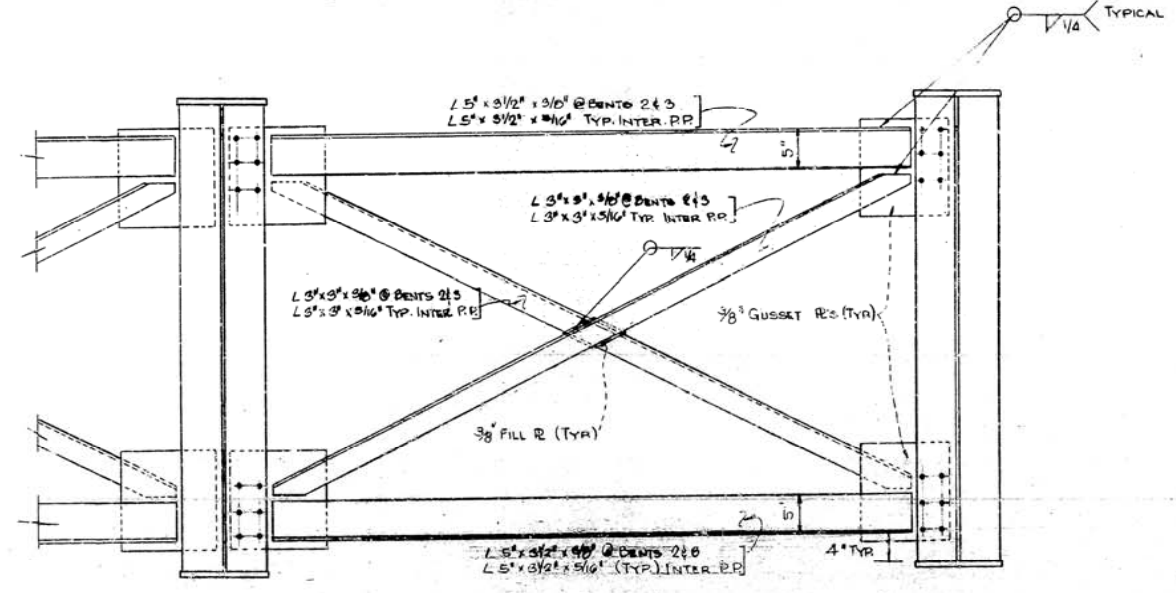 1/4 TYPICAL
L 5" x 3 1/2" x 3/8" @ BENTS 2 & 3
L 5" x 3 1/2" x 5/16" TYP. INTER. P.P.
5"
L 3" x 3" x 3/8" @ BENTS 2 & 3
L 3" x 3" x 5/16" TYP. INTER P.P.
1/4
L 3" x 3" x 3/8" @ BENTS 2 & 3
L 3" x 3" x 5/16" TYP. INTER P.P.
3/8" GUSSET PL'S (TYP.)
3/8" FILL PL (TYP.)
5"
L 5" x 3 1/2" x 3/8" @ BENTS 2 &
L 5" x 3 1/2" x 5/16" (TYP.) INTER P.P.
4" TYP.